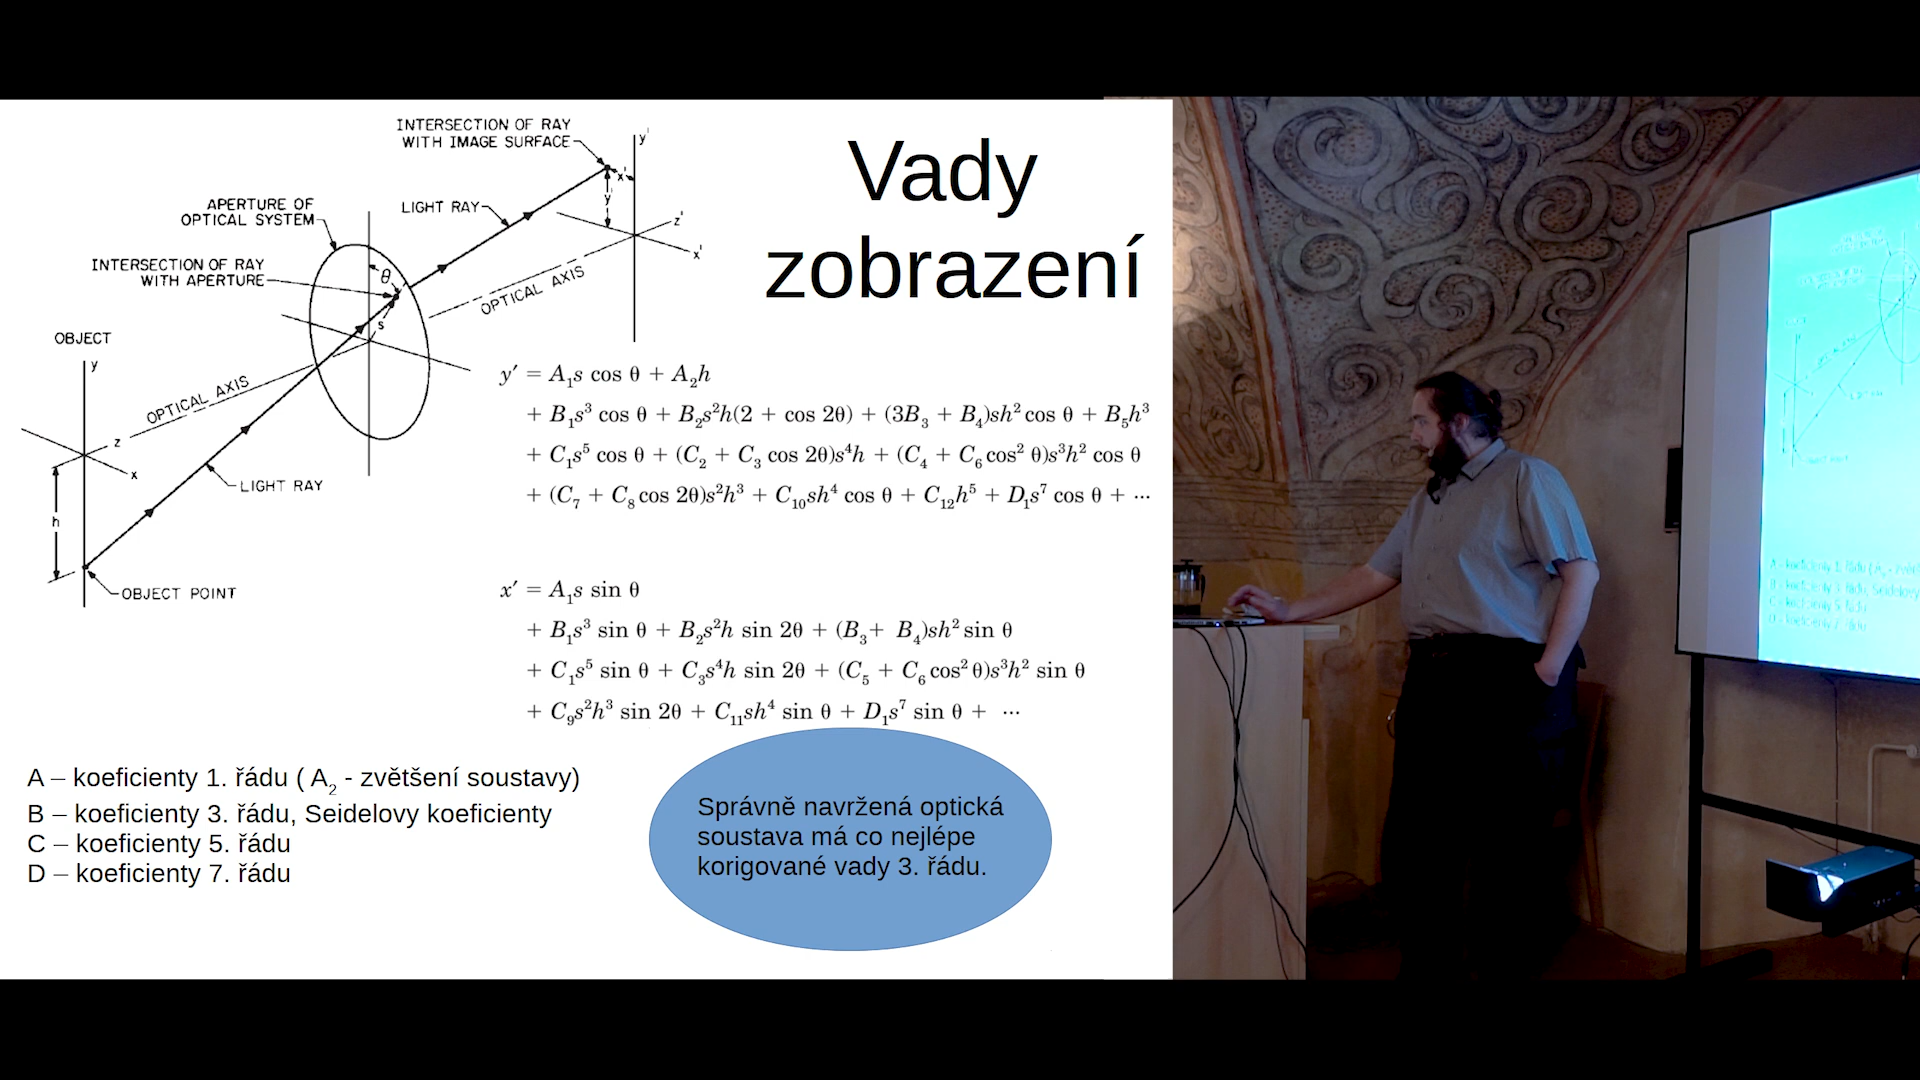 Vady
zobrazení
INTERSECTION OF RAY
WITH IMAGE SURFACE
y'
x'
y'
z'
x'
LIGHT RAY
APERTURE OF
OPTICAL SYSTEM
INTERSECTION OF RAY
WITH APERTURE
θ
s
OPTICAL AXIS
OBJECT
y
OPTICAL AXIS
z
x
h
LIGHT RAY
OBJECT POINT
y′ = A₁s cos θ + A₂h
+ B₁s³ cos θ + B₂s²h(2 + cos 2θ) + (3B₃ + B₄)sh² cos θ + B₅h³
+ C₁s⁵ cos θ + (C₂ + C₃ cos 2θ)s⁴h + (C₄ + C₆ cos² θ)s³h² cos θ
+ (C₇ + C₈ cos 2θ)s²h³ + C₁₀sh⁴ cos θ + C₁₂h⁵ + D₁s⁷ cos θ + ···
x′ = A₁s sin θ
+ B₁s³ sin θ + B₂s²h sin 2θ + (B₃ + B₄)sh² sin θ
+ C₁s⁵ sin θ + C₃s⁴h sin 2θ + (C₅ + C₆ cos² θ)s³h² sin θ
+ C₉s²h³ sin 2θ + C₁₁sh⁴ sin θ + D₁s⁷ sin θ + ···
A – koeficienty 1. řádu ( A₂ - zvětšení soustavy)
B – koeficienty 3. řádu, Seidelovy koeficienty
C – koeficienty 5. řádu
D – koeficienty 7. řádu
Správně navržená optická
soustava má co nejlépe
korigované vady 3. řádu.